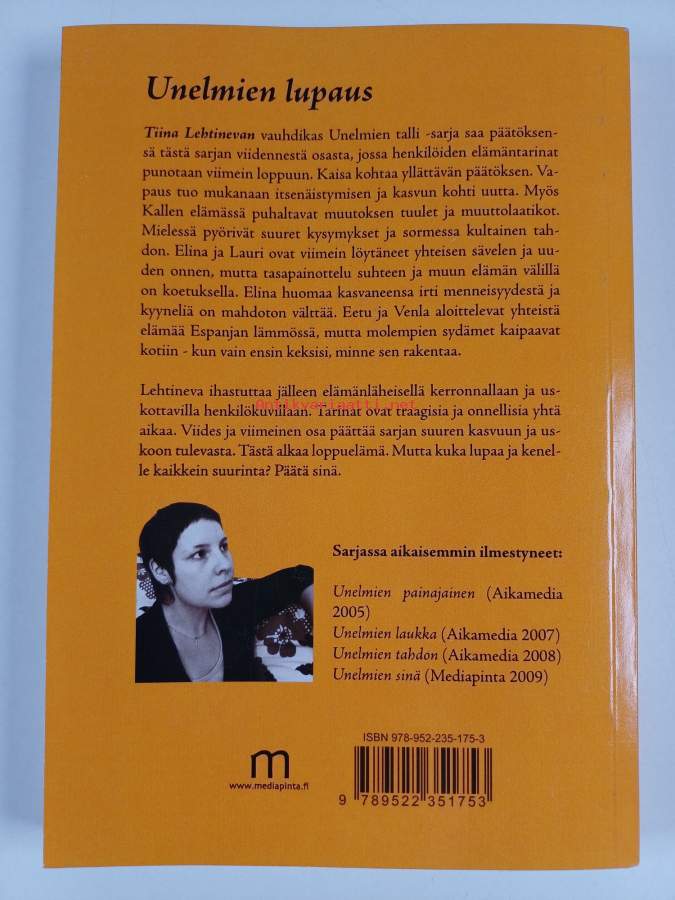 Unelmien lupaus
Tiina Lehtinevan vauhdikas Unelmien talli -sarja saa päätöksen-
sä tästä sarjan viidennestä osasta, jossa henkilöiden elämäntarinat
punotaan viimein loppuun. Kaisa kohtaa yllättävän päätöksen. Va-
paus tuo mukanaan itsenäistymisen ja kasvun kohti uutta. Myös
Kallen elämässä puhaltavat muutoksen tuulet ja muuttolaatikot.
Mielessä pyörivät suuret kysymykset ja sormessa kultainen tah-
don. Elina ja Lauri ovat viimein löytäneet yhteisen sävelen ja uu-
den onnen, mutta tasapainottelu suhteen ja muun elämän välillä
on koetuksella. Elina huomaa kasvaneensa irti menneisyydestä ja
kyyneliä on mahdoton välttää. Eetu ja Venla aloittelevat yhteistä
elämää Espanjan lämmössä, mutta molempien sydämet kaipaavat
kotiin - kun vain ensin keksisi, minne sen rakentaa.
Lehtineva ihastuttaa jälleen elämänläheisellä kerronnallaan ja us-
kottavilla henkilökuvillaan. Tarinat ovat traagisia ja onnellisia yhtä
Antikvariaatti.net
aikaa. Viides ja viimeinen osa päättää sarjan suuren kasvuun ja us-
koon tulevasta. Tästä alkaa loppuelämä. Mutta kuka lupaa ja kenel-
le kaikkein suurinta? Päätä sinä.
Sarjassa aikaisemmin ilmestyneet:
Unelmien painajainen (Aikamedia
2005)
Unelmien laukka (Aikamedia 2007)
Unelmien tahdon (Aikamedia 2008)
Unelmien sinä (Mediapinta 2009)
m
www.mediapinta.fi
ISBN 978-952-235-175-3
9 789522 351753